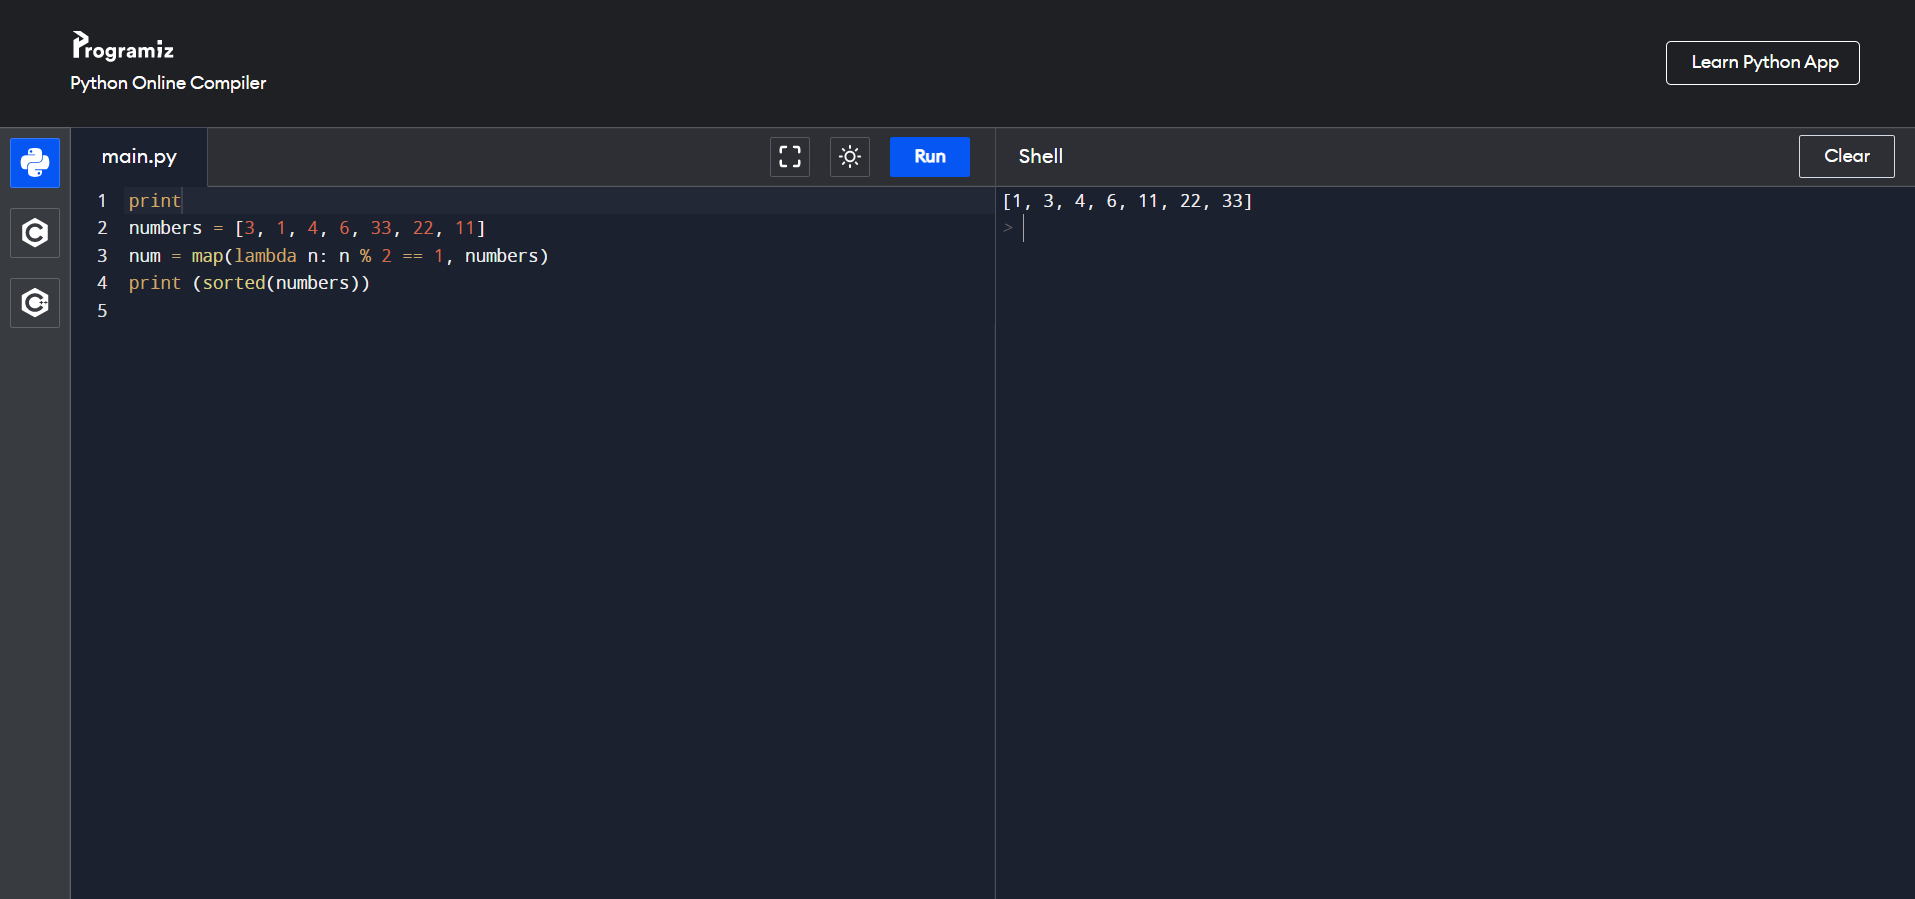 Programiz
Python Online Compiler
Learn Python App
main.py
Run
Shell
Clear
1 print
2 numbers = [3, 1, 4, 6, 33, 22, 11]
3 num = map(lambda n: n % 2 == 1, numbers)
4 print (sorted(numbers))
5
[1, 3, 4, 6, 11, 22, 33]
>